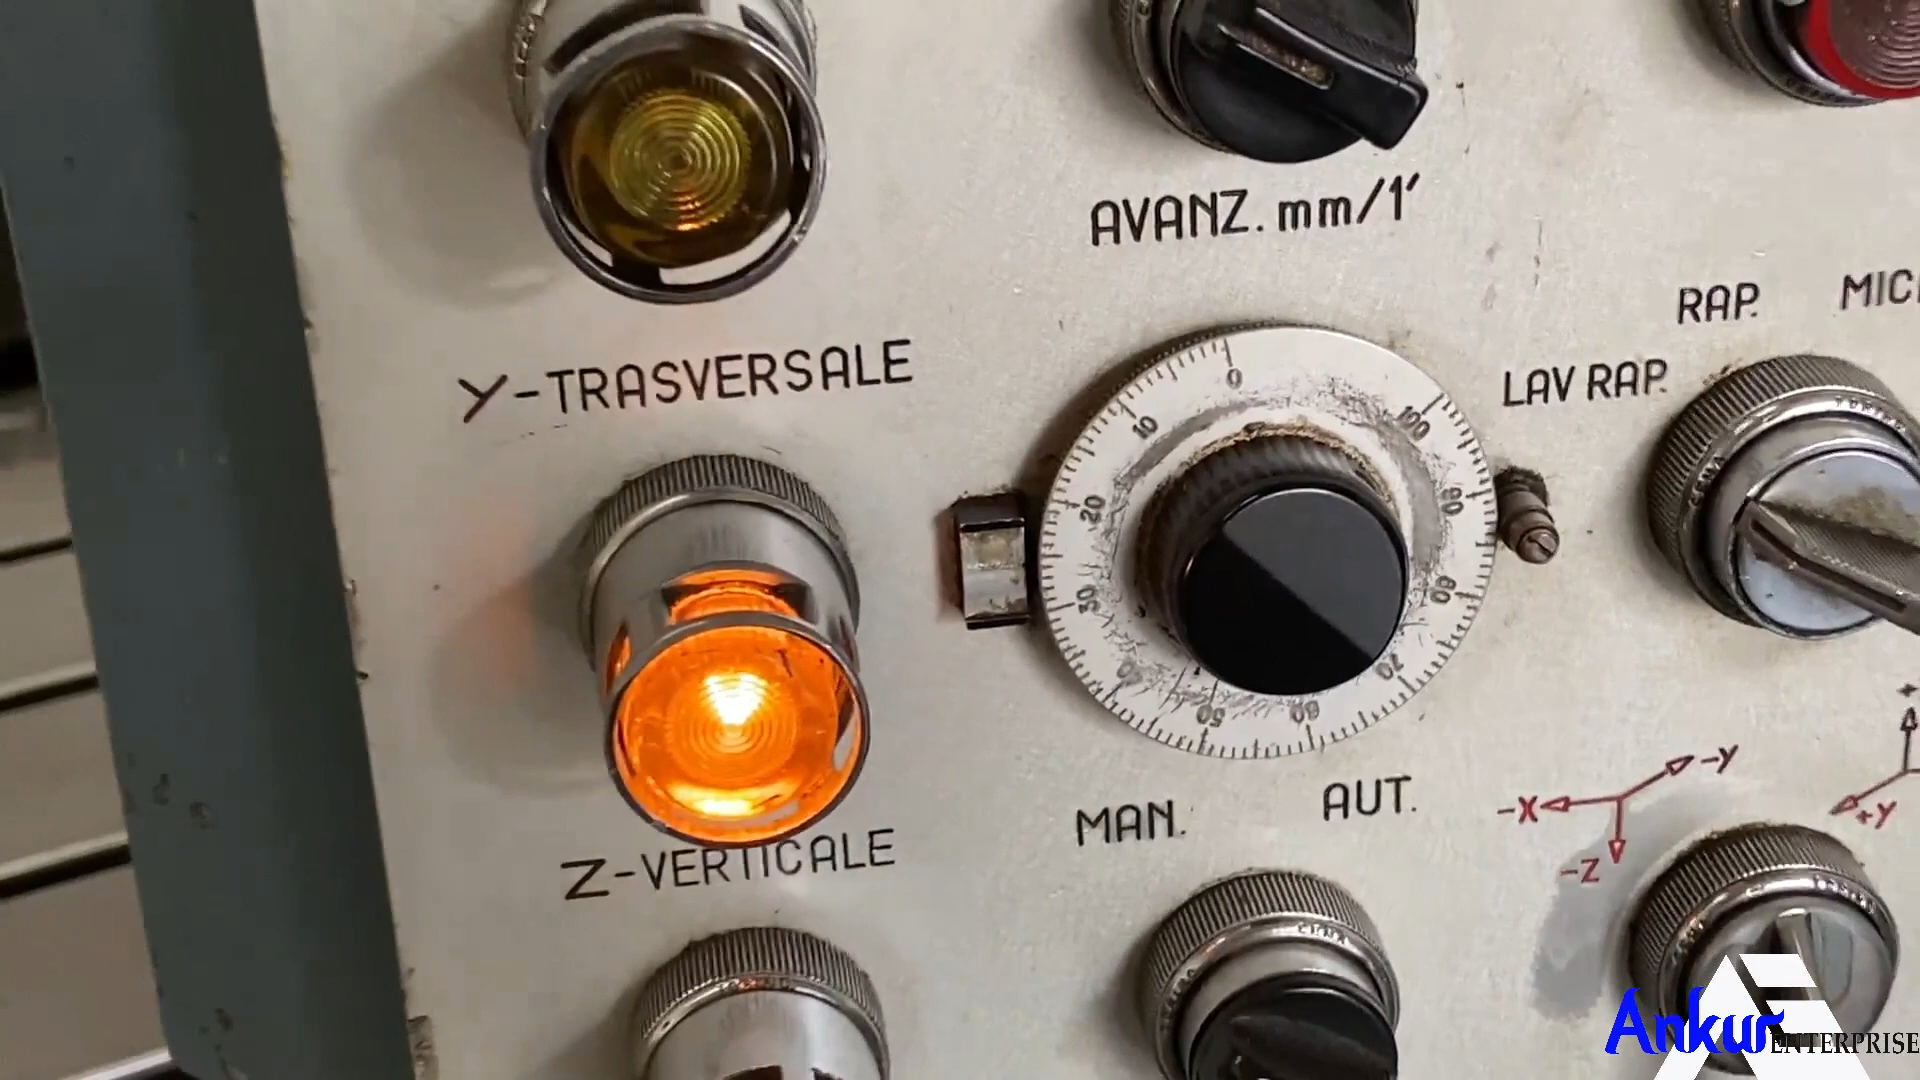 AVANZ. mm/1'
RAP.
LAV RAP.
Y-TRASVERSALE
0
10
20
30
50
60
70
80
90
100
MAN.
AUT.
-X
-Y
-Z
+Y
Z-VERTICALE
Ankur
ENTERPRISE